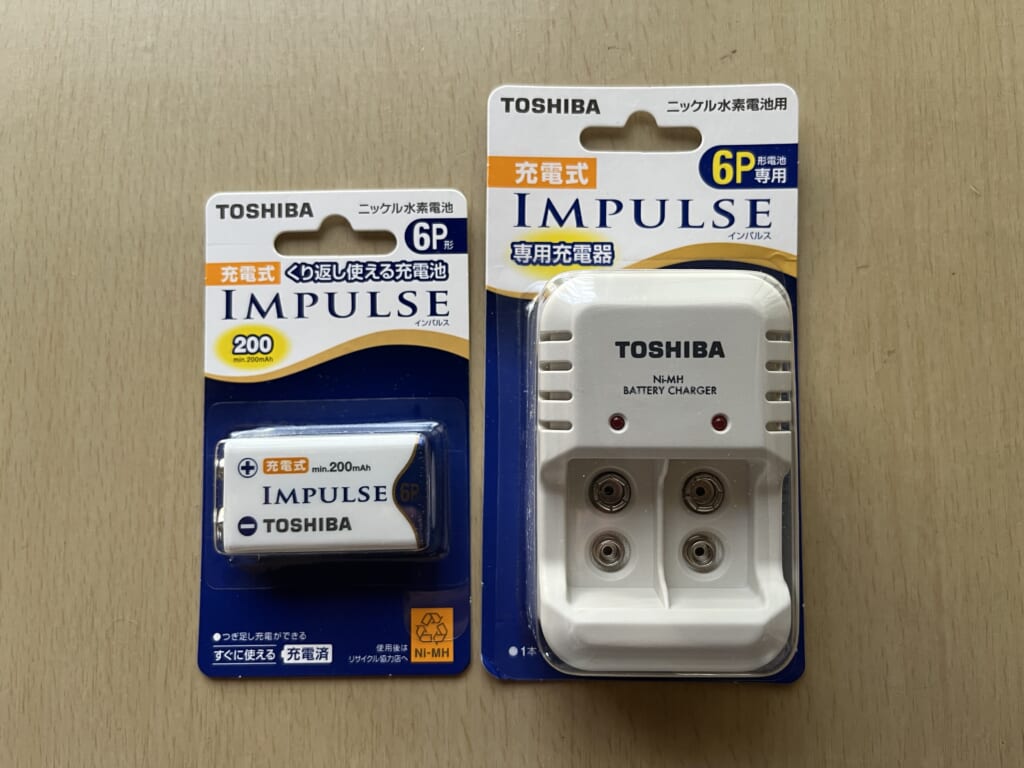 TOSHIBA
ニッケル水素電池
6P形
充電式 くり返し使える充電池
IMPULSE
インパルス
200
min.200mAh
充電式 min.200mAh
IMPULSE 6P
TOSHIBA
●つぎ足し充電ができる
すぐに使える 充電済
使用後は
リサイクル協力店へ
Ni-MH
TOSHIBA
ニッケル水素電池用
6P形電池専用
充電式
IMPULSE
インパルス
専用充電器
TOSHIBA
Ni-MH
BATTERY CHARGER
●1本